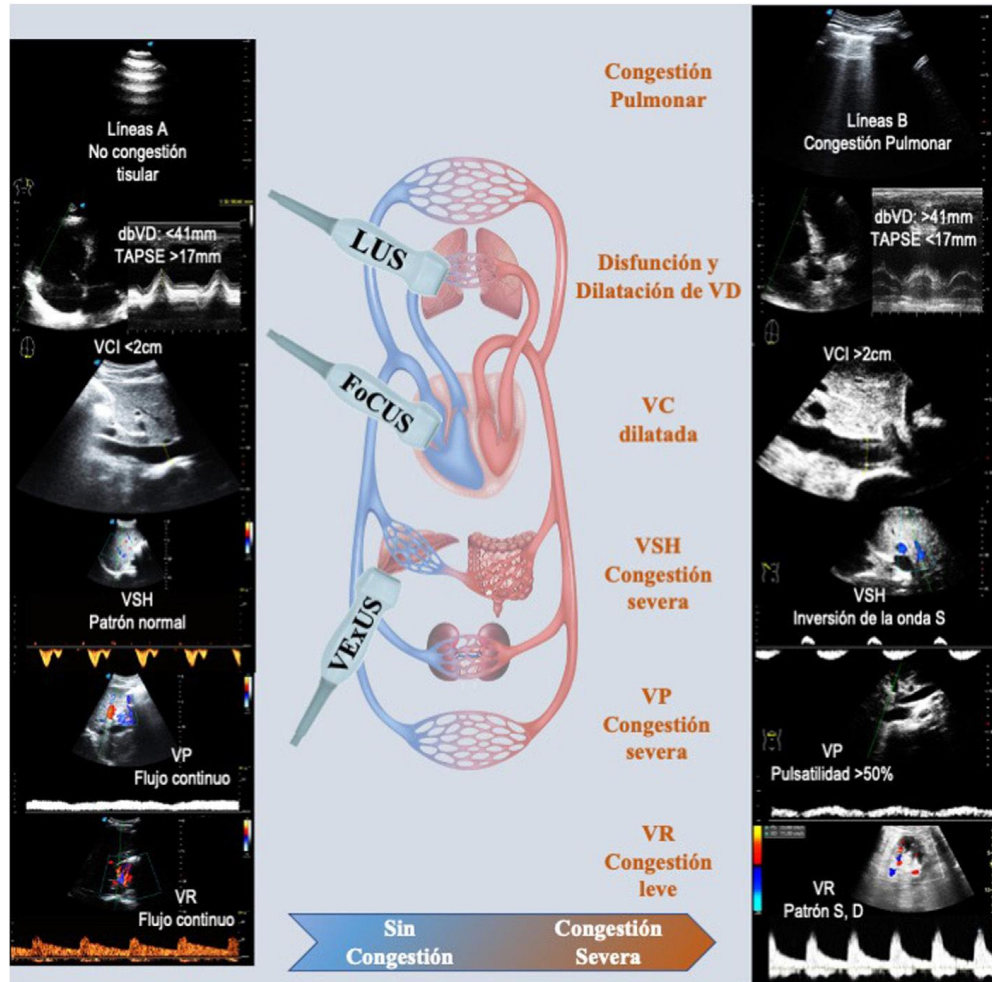 Líneas A
No congestión
tisular
dbVD: <41mm
TAPSE >17mm
VCI <2cm
VSH
Patrón normal
VP
Flujo continuo
VR
Flujo continuo
LUS
FoCUS
VExUS
Congestión
Pulmonar
Disfunción y
Dilatación de VD
VC
dilatada
VSH
Congestión
severa
VP
Congestión
severa
VR
Congestión
leve
Sin
Congestión
Congestión
Severa
Líneas B
Congestión Pulmonar
dbVD: >41mm
TAPSE <17mm
VCI >2cm
VSH
Inversión de la onda S
VP
Pulsatilidad >50%
VR
Patrón S, D